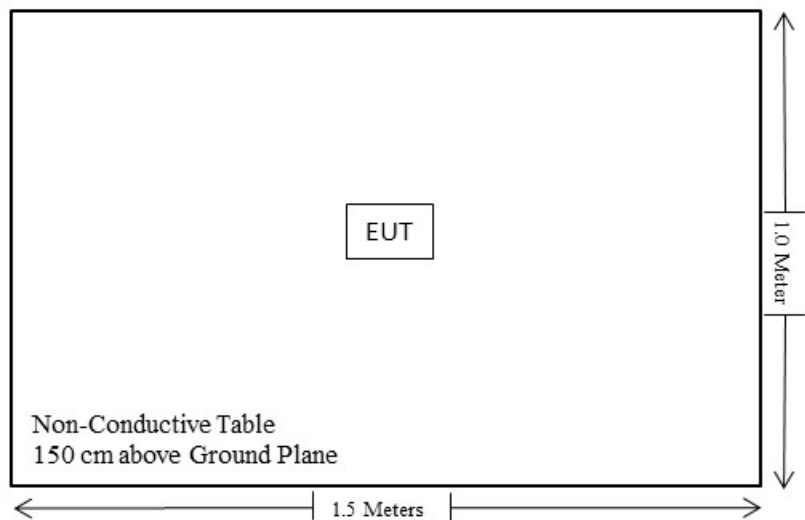 EUT
1.0 Meter
Non-Conductive Table
150 cm above Ground Plane
1.5 Meters